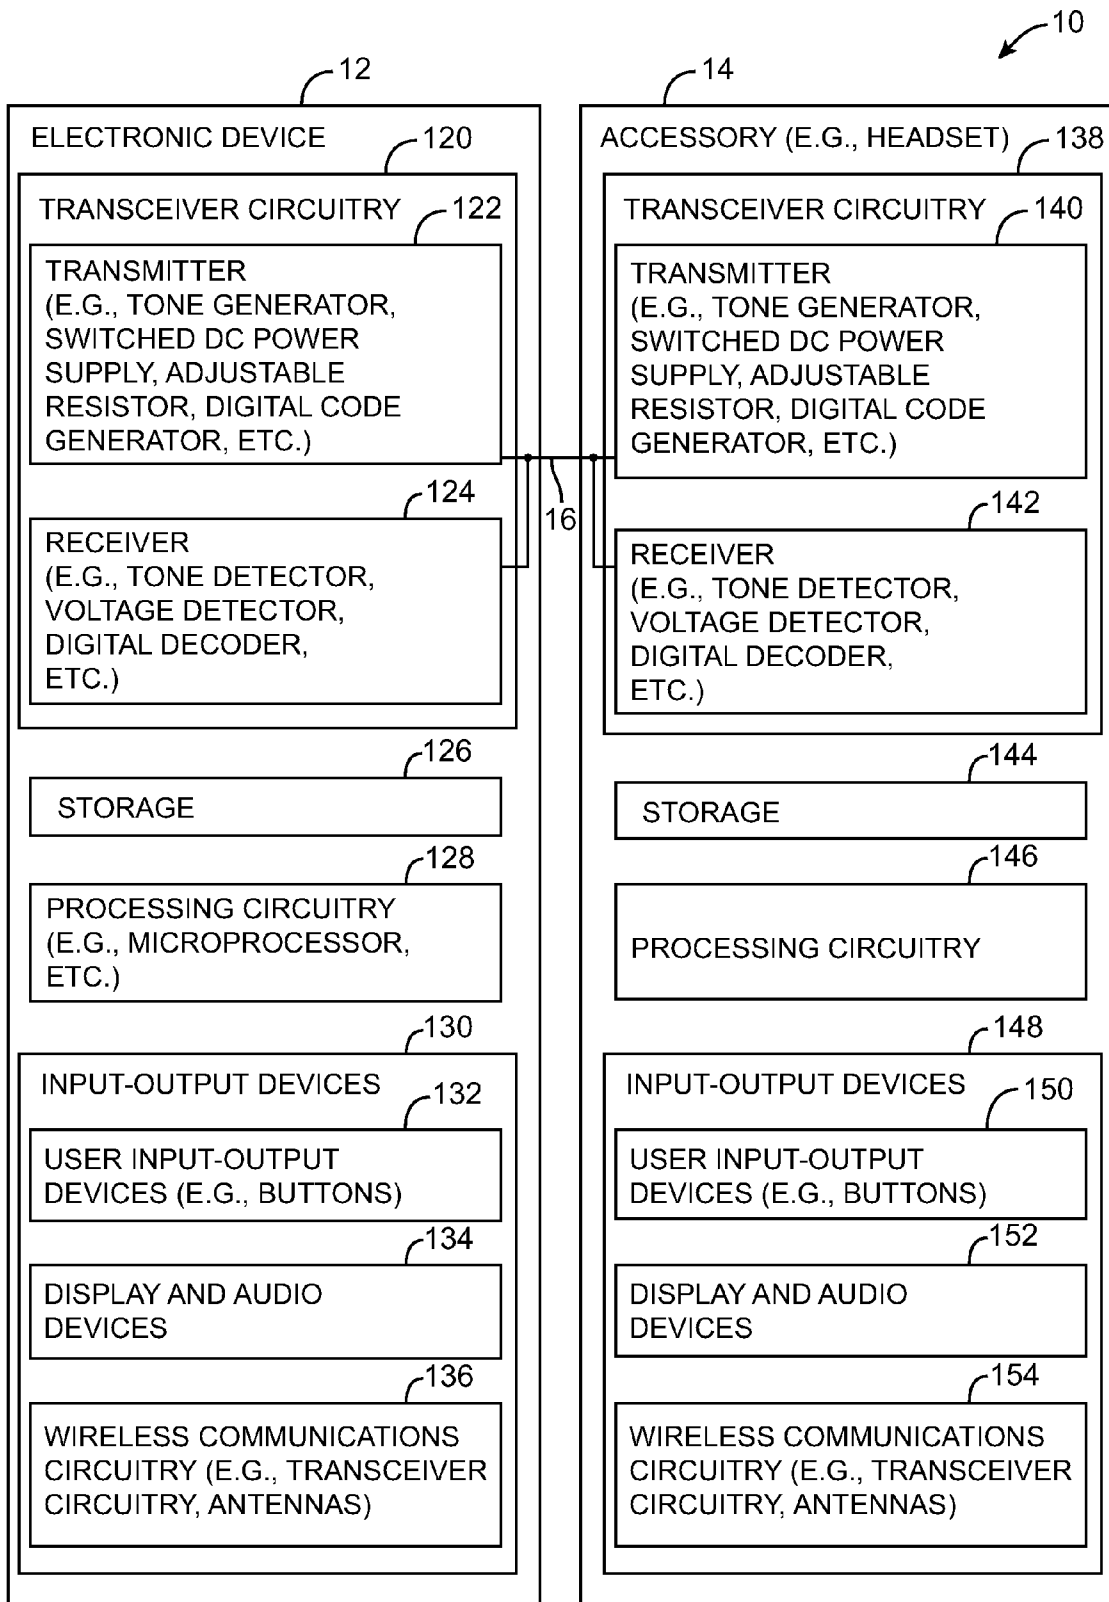 10
12
ELECTRONIC DEVICE
120
TRANSCEIVER CIRCUITRY
122
TRANSMITTER
(E.G., TONE GENERATOR,
SWITCHED DC POWER
SUPPLY, ADJUSTABLE
RESISTOR, DIGITAL CODE
GENERATOR, ETC.)
124
RECEIVER
(E.G., TONE DETECTOR,
VOLTAGE DETECTOR,
DIGITAL DECODER,
ETC.)
126
STORAGE
128
PROCESSING CIRCUITRY
(E.G., MICROPROCESSOR,
ETC.)
130
INPUT-OUTPUT DEVICES
132
USER INPUT-OUTPUT
DEVICES (E.G., BUTTONS)
134
DISPLAY AND AUDIO
DEVICES
136
WIRELESS COMMUNICATIONS
CIRCUITRY (E.G., TRANSCEIVER
CIRCUITRY, ANTENNAS)
16
14
ACCESSORY (E.G., HEADSET)
138
TRANSCEIVER CIRCUITRY
140
TRANSMITTER
(E.G., TONE GENERATOR,
SWITCHED DC POWER
SUPPLY, ADJUSTABLE
RESISTOR, DIGITAL CODE
GENERATOR, ETC.)
142
RECEIVER
(E.G., TONE DETECTOR,
VOLTAGE DETECTOR,
DIGITAL DECODER,
ETC.)
144
STORAGE
146
PROCESSING CIRCUITRY
148
INPUT-OUTPUT DEVICES
150
USER INPUT-OUTPUT
DEVICES (E.G., BUTTONS)
152
DISPLAY AND AUDIO
DEVICES
154
WIRELESS COMMUNICATIONS
CIRCUITRY (E.G., TRANSCEIVER
CIRCUITRY, ANTENNAS)